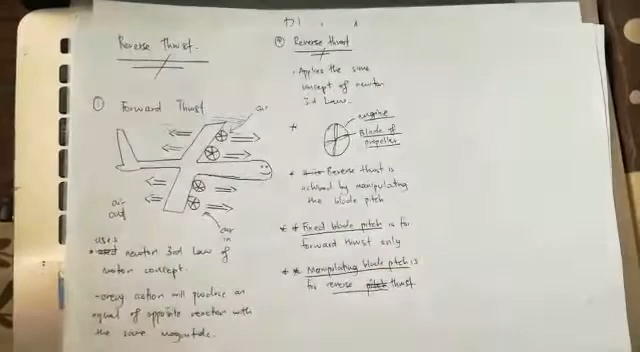 Reverse Thrust.
① Forward Thrust
air
air
out
air
in
uses
newton 3rd Law of
motion concept.
- every action will produce an
equal of opposite reaction with
the same magnitude.
Reverse thrust
- Applies the same
concept of newton
3rd Law.
* engine
Blade of
propeller
* Reverse thrust is
achieved by manipulating
the blade pitch
* * Fixed blade pitch is for
forward thrust only
* * Manipulating blade pitch is
for reverse pitch thrust